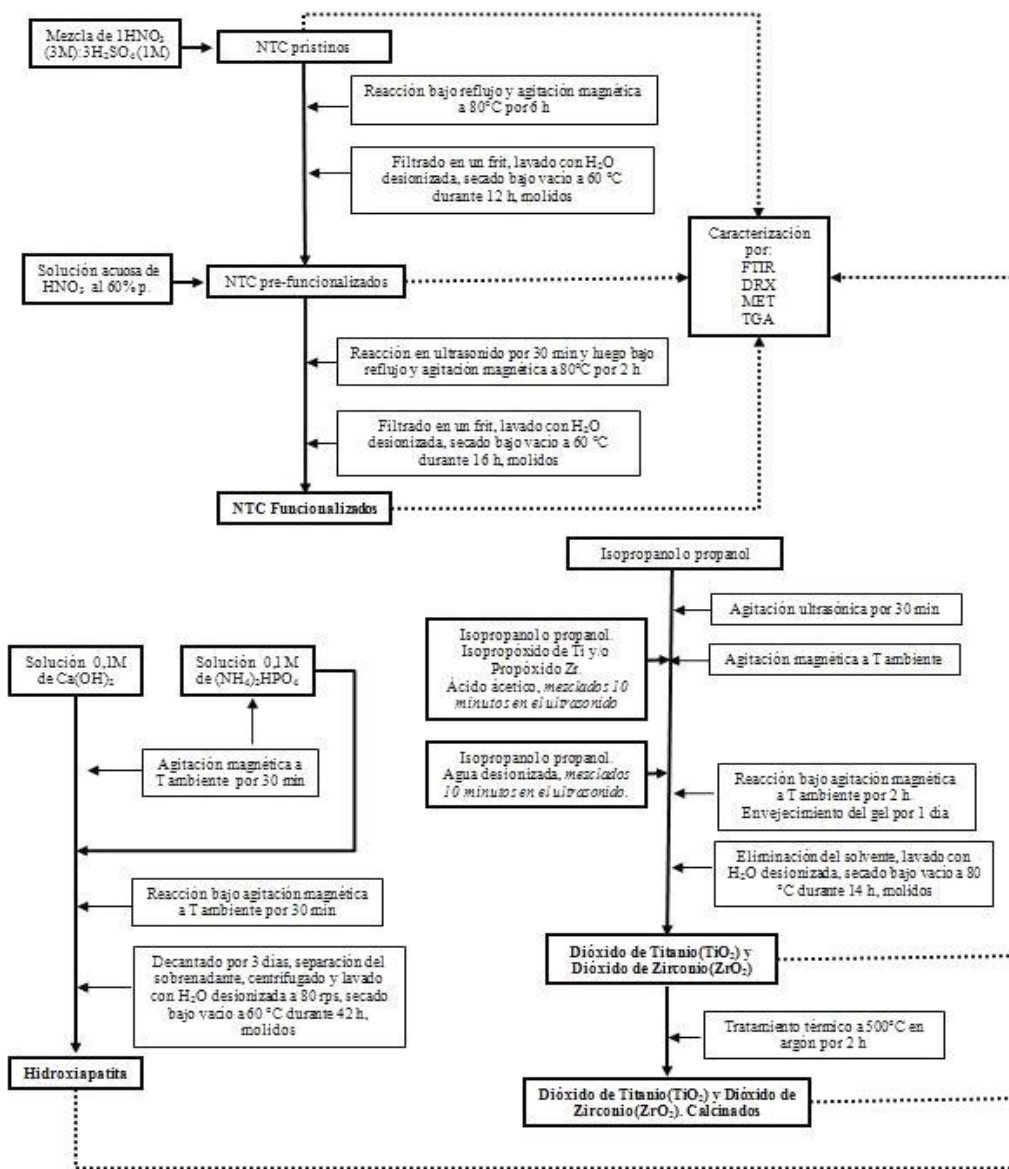 Mezcla de 1HNO₃
(3M):3H₂SO₄(1M)
NTC pristinos
Reacción bajo reflujo y agitación magnética
a 80°C por 6 h
Filtrado en un frit, lavado con H₂O
desionizada, secado bajo vacio a 60 °C
durante 12 h, molidos
Caracterización
por:
FTIR
DRX
MET
TGA
Solución acuosa de
HNO₃ al 60% p.
NTC pre-funcionalizados
Reacción en ultrasonido por 30 min y luego bajo
reflujo y agitación magnética a 80°C por 2 h
Filtrado en un frit, lavado con H₂O
desionizada, secado bajo vacio a 60 °C
durante 16 h, molidos
NTC Funcionalizados
Isopropanol o propanol
Agitación ultrasónica por 30 min
Isopropanol o propanol.
Isopropóxido de Ti y/o
Propóxido Zr.
Ácido ácetico, mezclados 10
minutos en el ultrasonido
Agitación magnética a T ambiente
Isopropanol o propanol.
Agua desionizada, mezclados
10 minutos en el ultrasonido.
Reacción bajo agitación magnética
a T ambiente por 2 h.
Envejecimiento del gel por 1 dia
Eliminación del solvente, lavado con
H₂O desionizada, secado bajo vacio a 80
°C durante 14 h, molidos
Dióxido de Titanio(TiO₂) y
Dióxido de Zirconio(ZrO₂)
Tratamiento térmico a 500°C en
argón por 2 h
Dióxido de Titanio(TiO₂) y Dióxido de
Zirconio(ZrO₂). Calcinados
Solución 0,1M
de Ca(OH)₂
Solución 0,1M
de (NH₄)₂HPO₄
Agitación magnética a
T ambiente por 30 min
Reacción bajo agitación magnética
a T ambiente por 30 min
Decantado por 3 dias, separación del
sobrenadante, centrifugado y lavado
con H₂O desionizada a 80 rps, secado
bajo vacio a 60 °C durante 42 h,
molidos
Hidroxiapatita